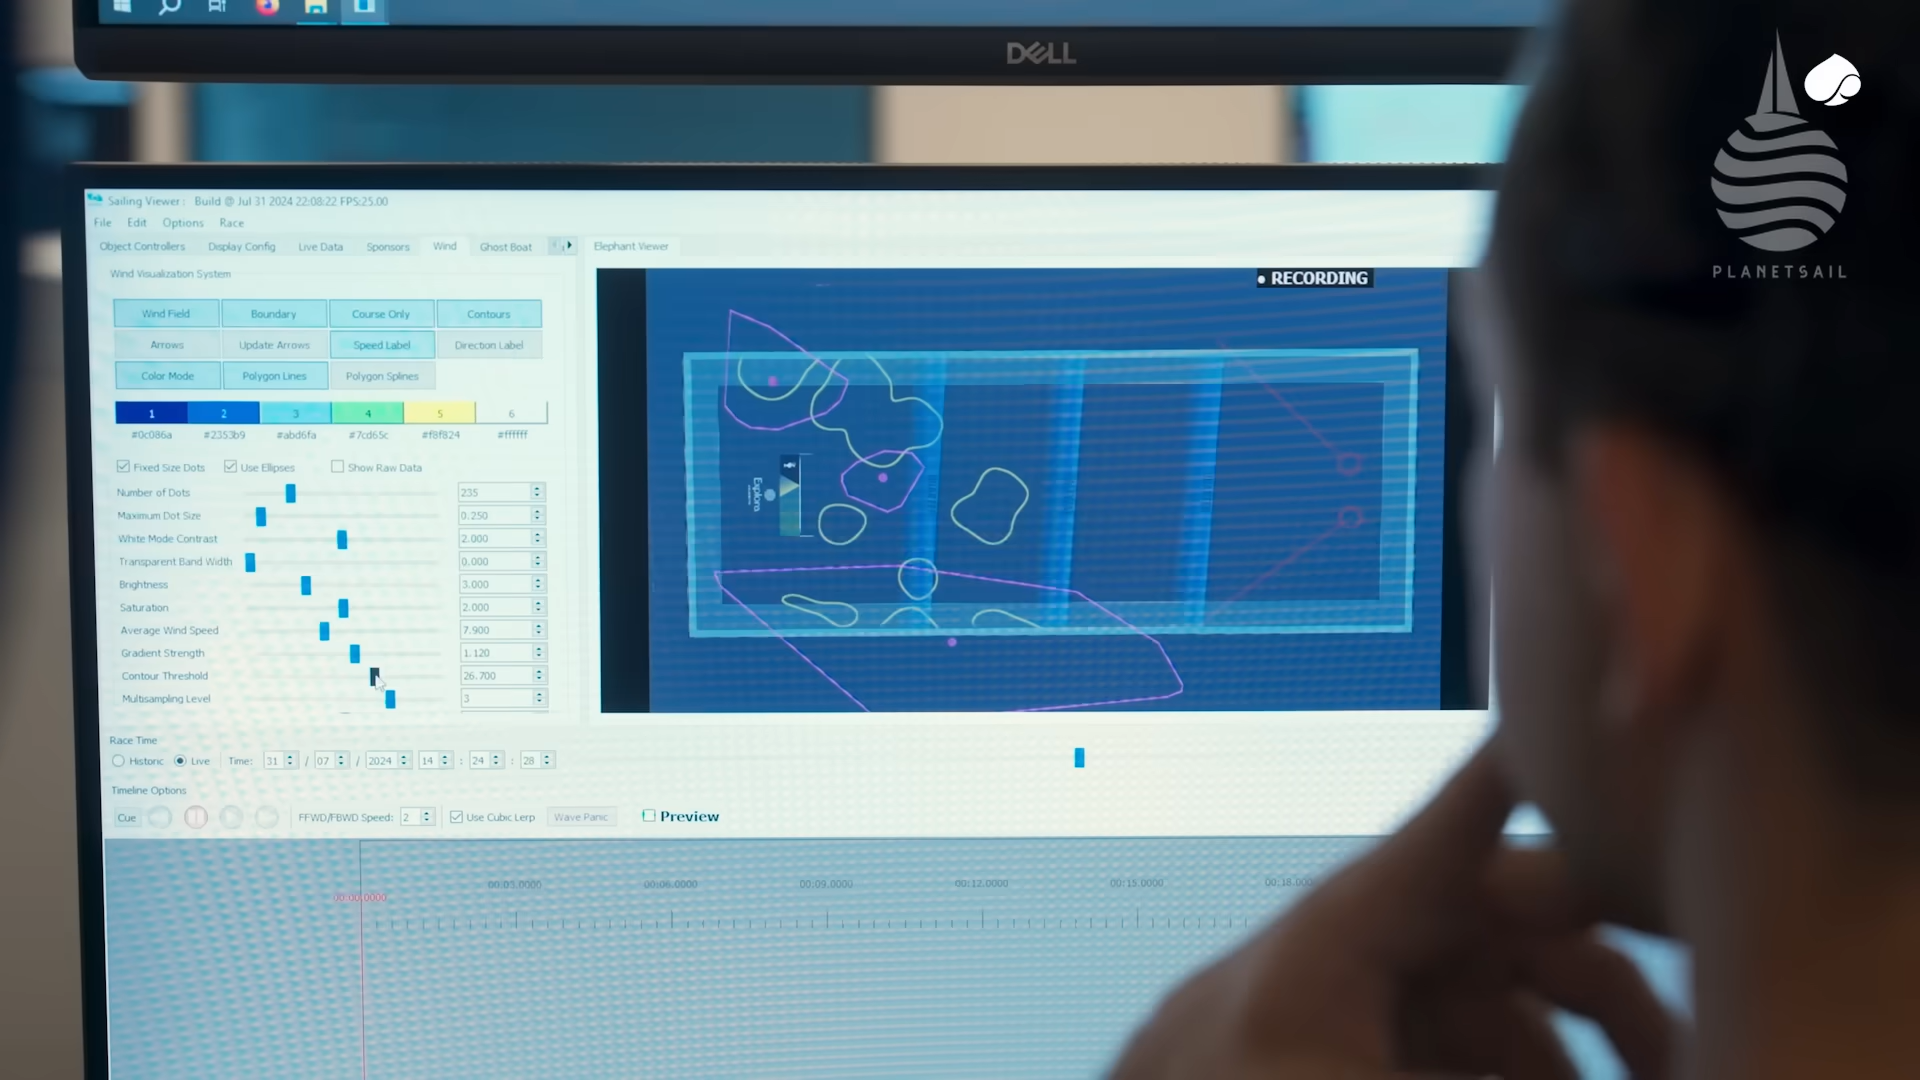 DELL
PLANETSAIL
Sailing Viewer : Build @ Jul 31 2024 22:08:22 FPS:25.00
File Edit Options Race
Object Controllers Display Config Live Data Sponsors Wind Ghost Boat Elephant Viewer
Wind Visualization System
RECORDING
Wind Field Boundary Course Only Contours
Arrows Update Arrows Speed Label Direction Label
Color Mode Polygon Lines Polygon Splines
1 2 3 4 5 6
#0c086a #2353b9 #abd6fa #7cd65c #f8f824 #ffffff
Fixed Size Dots Use Ellipses Show Raw Data
Number of Dots 235
Maximum Dot Size 0.250
White Mode Contrast 2.000
Transparent Band Width 0.000
Brightness 3.000
Saturation 2.000
Average Wind Speed 7.900
Gradient Strength 1.120
Contour Threshold 26.700
Multisampling Level 3
Explora
Race Time
Historic Live Time: 31 / 07 / 2024 14 : 24 : 28
Timeline Options
Cue FFWD/FBWD Speed: 2 Use Cubic Lerp Wave Panic Preview
00:00.0000 00:03.0000 00:06.0000 00:09.0000 00:12.0000 00:15.0000 00:18.000